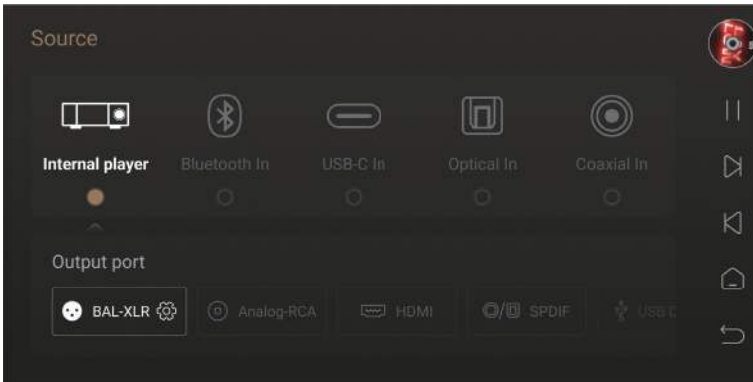 Source
Internal player Bluetooth In USB-C In Optical In Coaxial In
Output port
BAL-XLR Analog-RCA HDMI SPDIF USB